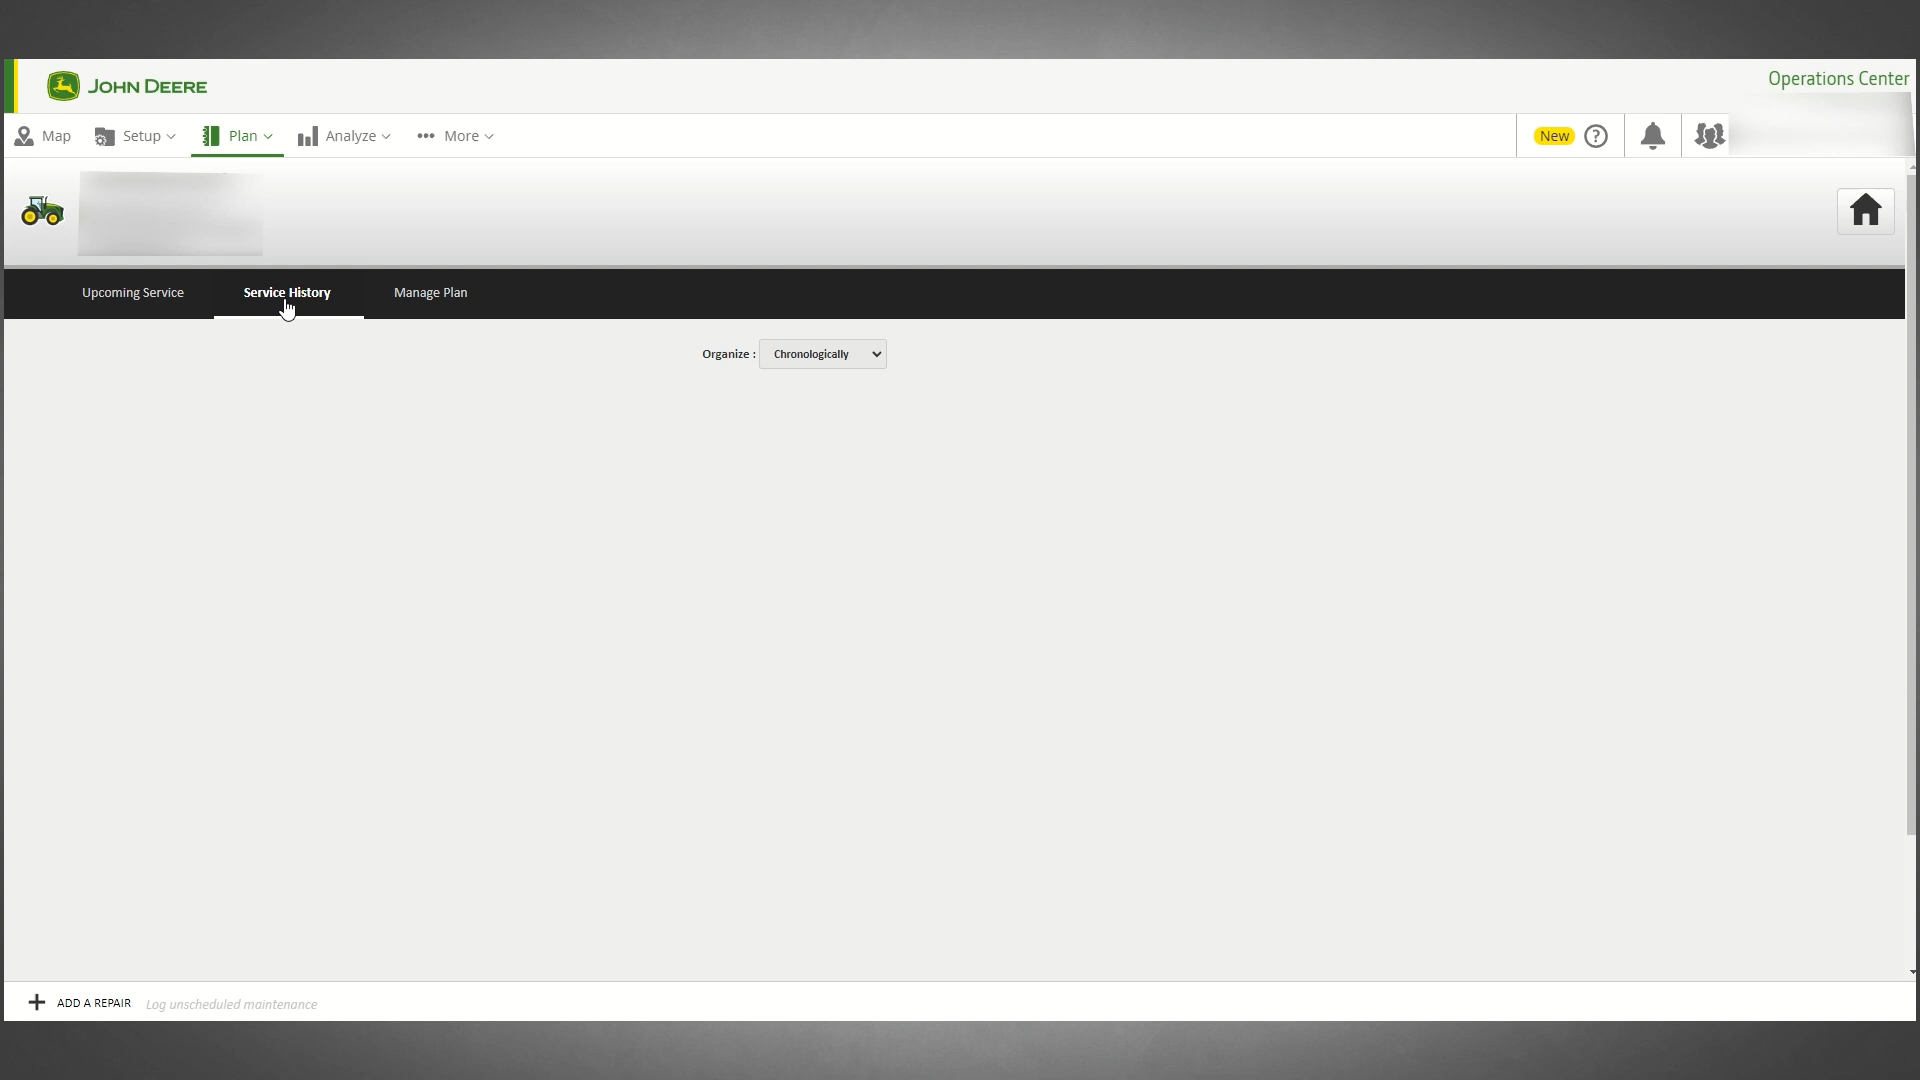 JOHN DEERE
Operations Center
Map Setup Plan Analyze More New ?
Upcoming Service Service History Manage Plan
Organize : Chronologically
ADD A REPAIR Log unscheduled maintenance